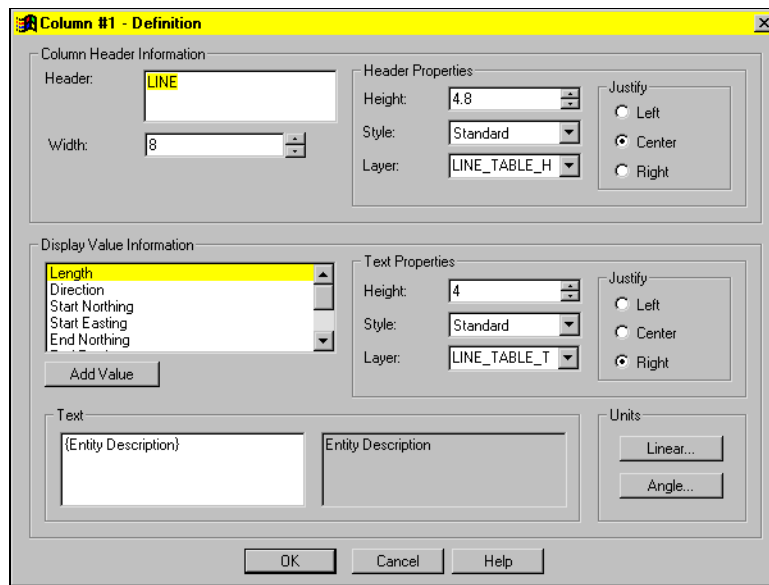 Column #1 - Definition
Column Header Information
Header:
LINE
Width:
8
Header Properties
Height:
4.8
Style:
Standard
Layer:
LINE_TABLE_H
Justify
Left
Center
Right
Display Value Information
Length
Direction
Start Northing
Start Easting
End Northing
Add Value
Text Properties
Height:
4
Style:
Standard
Layer:
LINE_TABLE_T
Justify
Left
Center
Right
Text
{Entity Description}
Entity Description
Units
Linear...
Angle...
OK
Cancel
Help